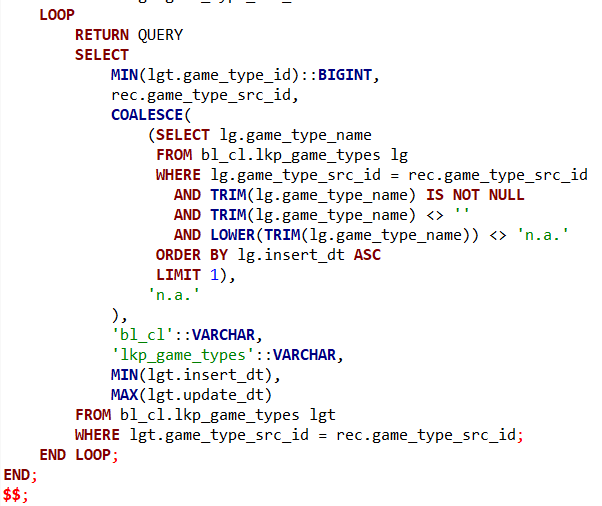 LOOP
RETURN QUERY
SELECT
MIN(lgt.game_type_id)::BIGINT,
rec.game_type_src_id,
COALESCE(
(SELECT lg.game_type_name
FROM bl_cl.lkp_game_types lg
WHERE lg.game_type_src_id = rec.game_type_src_id
AND TRIM(lg.game_type_name) IS NOT NULL
AND TRIM(lg.game_type_name) <> ''
AND LOWER(TRIM(lg.game_type_name)) <> 'n.a.'
ORDER BY lg.insert_dt ASC
LIMIT 1),
'n.a.'
),
'bl_cl'::VARCHAR,
'lkp_game_types'::VARCHAR,
MIN(lgt.insert_dt),
MAX(lgt.update_dt)
FROM bl_cl.lkp_game_types lgt
WHERE lgt.game_type_src_id = rec.game_type_src_id;
END LOOP;
END;
$$;